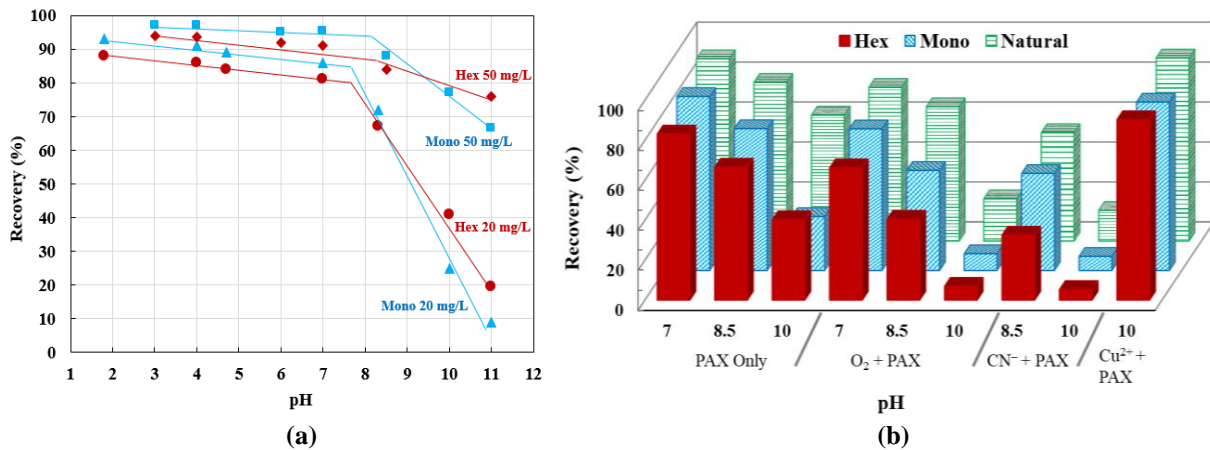 100
90
80
70
60
50
40
30
20
10
0
Recovery (%)
Hex 50 mg/L
Mono 50 mg/L
Hex 20 mg/L
Mono 20 mg/L
1 2 3 4 5 6 7 8 9 10 11 12
pH
(a)
Hex Mono Natural
100
80
60
40
20
0
Recovery (%)
7 8.5 10 7 8.5 10 8.5 10 10
PAX Only O₂ + PAX CN⁻ + PAX Cu²⁺ +
PAX
pH
(b)